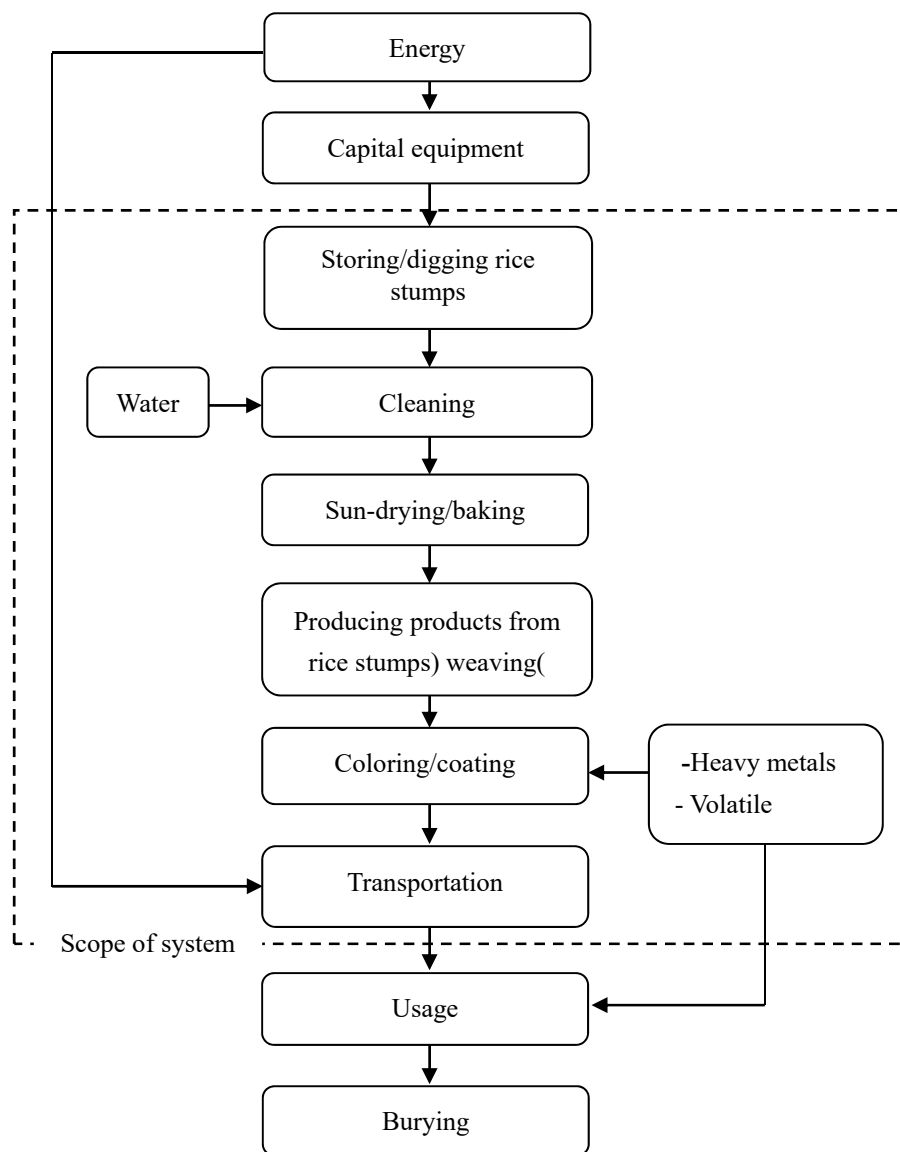 Energy
Capital equipment
Storing/digging rice
stumps
Water
Cleaning
Sun-drying/baking
Producing products from
rice stumps) weaving(
Coloring/coating
-Heavy metals
- Volatile
Transportation
Scope of system
Usage
Burying